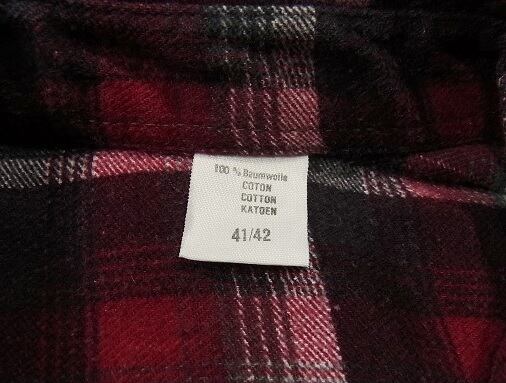 100 % Baumwolle
COTON
COTTON
KATOEN
41/42